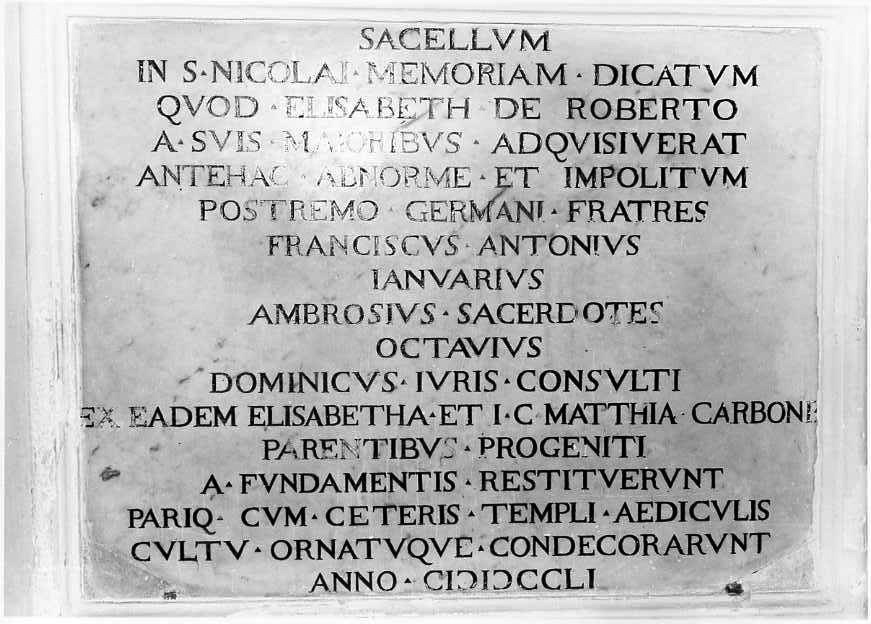 SACELLVM
IN S·NICOLAI·MEMORIAM·DICATVM
QVOD·ELISABETH DE ROBERTO
A·SVIS·MAIORIBVS·ADQVISIVERAT
ANTEHAC·ABNORME·ET IMPOLITVM
POSTREMO·GERMANI·FRATRES
FRANCISCVS·ANTONIVS
IANVARIVS
AMBROSIVS·SACERDOTES
OCTAVIVS
DOMINICVS·IVRIS·CONSVLTI
EX EADEM ELISABETHA·ET I·C MATTHIA·CARBONE
PARENTIBVS·PROGENITI
A·FVNDAMENTIS·RESTITVERVNT
PARIQ·CVM·CETERIS·TEMPLI·AEDICVLIS
CVLTV·ORNATVQVE·CONDECORARVNT
ANNO·CIↃIↃCCLI